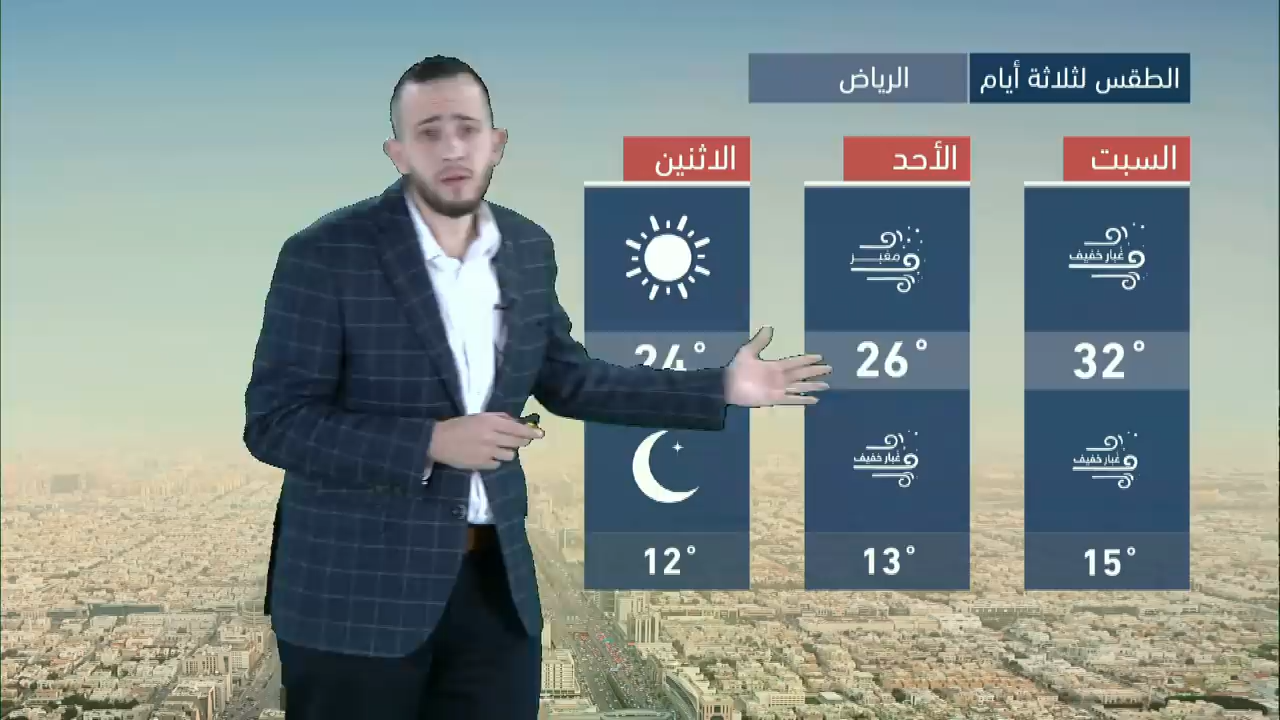 الطقس لثلاثة أيام
الرياض
السبت
الأحد
الاثنين
غبار خفيف
مغبر
32°
26°
24°
غبار خفيف
غبار خفيف
15°
13°
12°